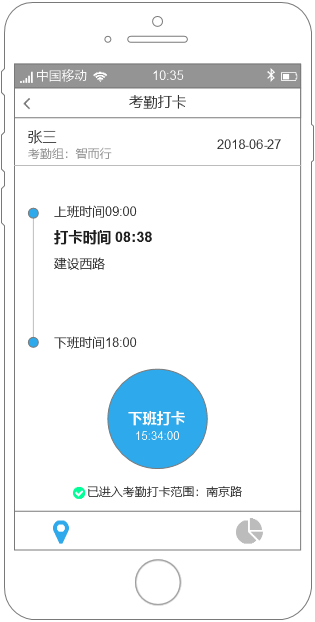 中国移动 10:35
考勤打卡
张三
考勤组：智而行
2018-06-27
上班时间09:00
打卡时间 08:38
建设西路
下班时间18:00
下班打卡
15:34:00
已进入考勤打卡范围：南京路